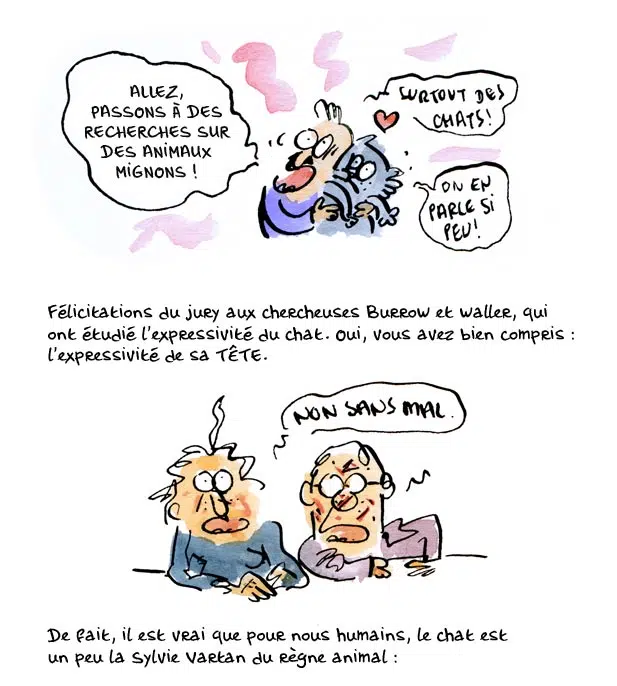 ALLEZ,
PASSONS À DES
RECHERCHES SUR
DES ANIMAUX
MIGNONS !
SURTOUT DES
CHATS!
ON EN
PARLE SI
PEU!
Félicitations du jury aux chercheuses Burrow et Waller, qui
ont étudié l'expressivité du chat. Oui, vous avez bien compris :
l'expressivité de sa TÊTE.
NON SANS MAL.
De fait, il est vrai que pour nous humains, le chat est
un peu la Sylvie Vartan du règne animal :